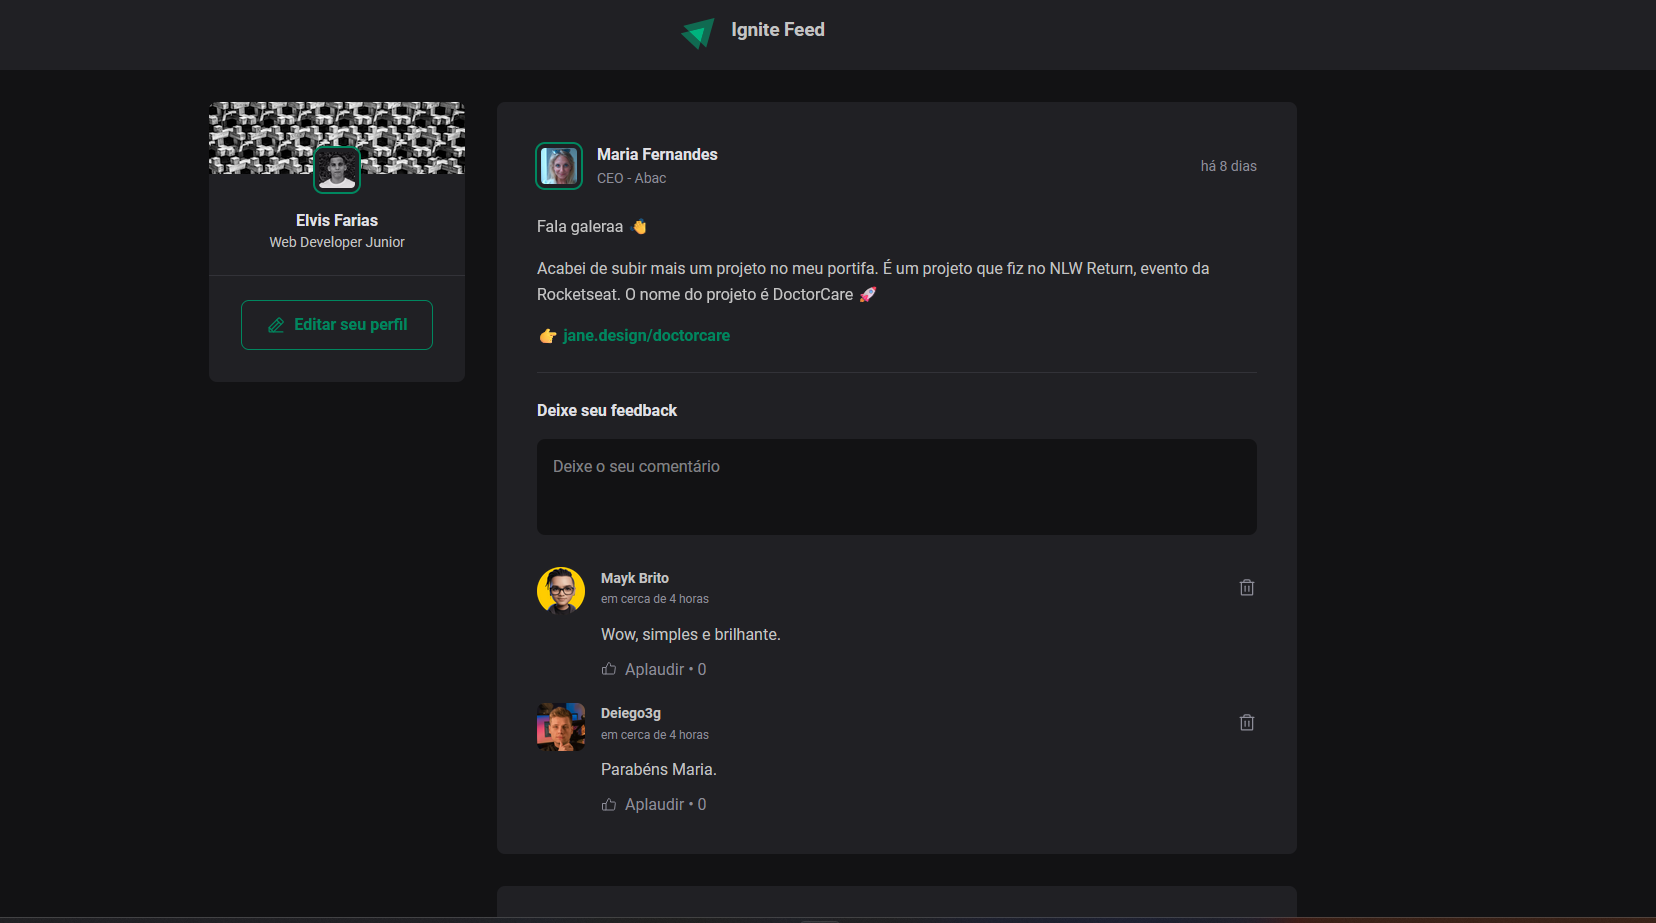 Ignite Feed
Elvis Farias
Web Developer Junior
Editar seu perfil
Maria Fernandes
CEO - Abac
há 8 dias
Fala galeraa 👋
Acabei de subir mais um projeto no meu portifa. É um projeto que fiz no NLW Return, evento da
Rocketseat. O nome do projeto é DoctorCare 🚀
👉 jane.design/doctorcare
Deixe seu feedback
Deixe o seu comentário
Mayk Brito
em cerca de 4 horas
Wow, simples e brilhante.
Aplaudir • 0
Deiego3g
em cerca de 4 horas
Parabéns Maria.
Aplaudir • 0